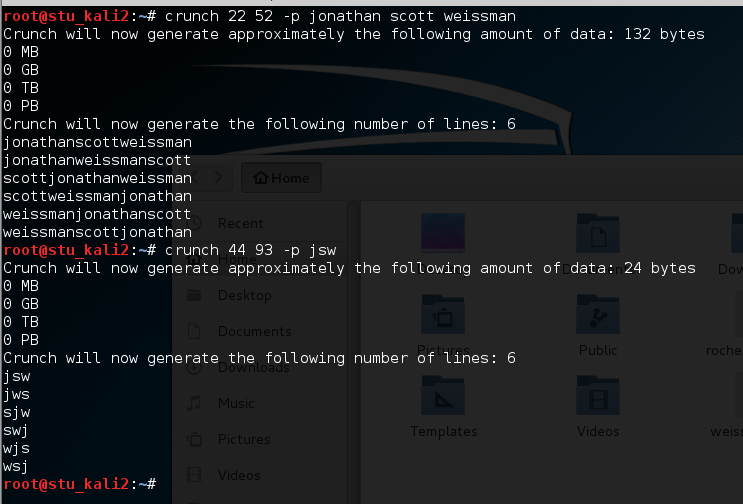 root@stu_kali2:~# crunch 22 52 -p jonathan scott weissman
Crunch will now generate approximately the following amount of data: 132 bytes
0 MB
0 GB
0 TB
0 PB
Crunch will now generate the following number of lines: 6
jonathanscottweissman
jonathanweissmanscott
scottjonathanweissman
scottweissmanjonathan
weissmanjonathanscott
weissmanscottjonathan
root@stu_kali2:~# crunch 44 93 -p jsw
Crunch will now generate approximately the following amount of data: 24 bytes
0 MB
0 GB
0 TB
0 PB
Crunch will now generate the following number of lines: 6
jsw
jws
sjw
swj
wjs
wsj
root@stu_kali2:~#
Home
Recent
Home
Desktop
Documents
Downloads
Music
Pictures
Videos
Pictures
Public
roche
Templates
Videos
weiss